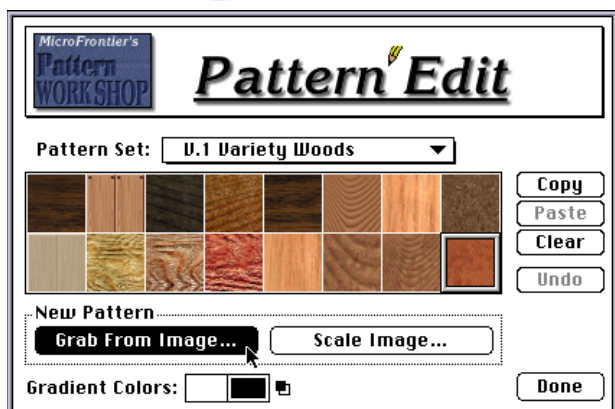 MicroFrontier's
Pattern
WORKSHOP
Pattern Edit
Pattern Set: V.1 Variety Woods
Copy
Paste
Clear
Undo
New Pattern
Grab From Image... Scale Image...
Gradient Colors: Done